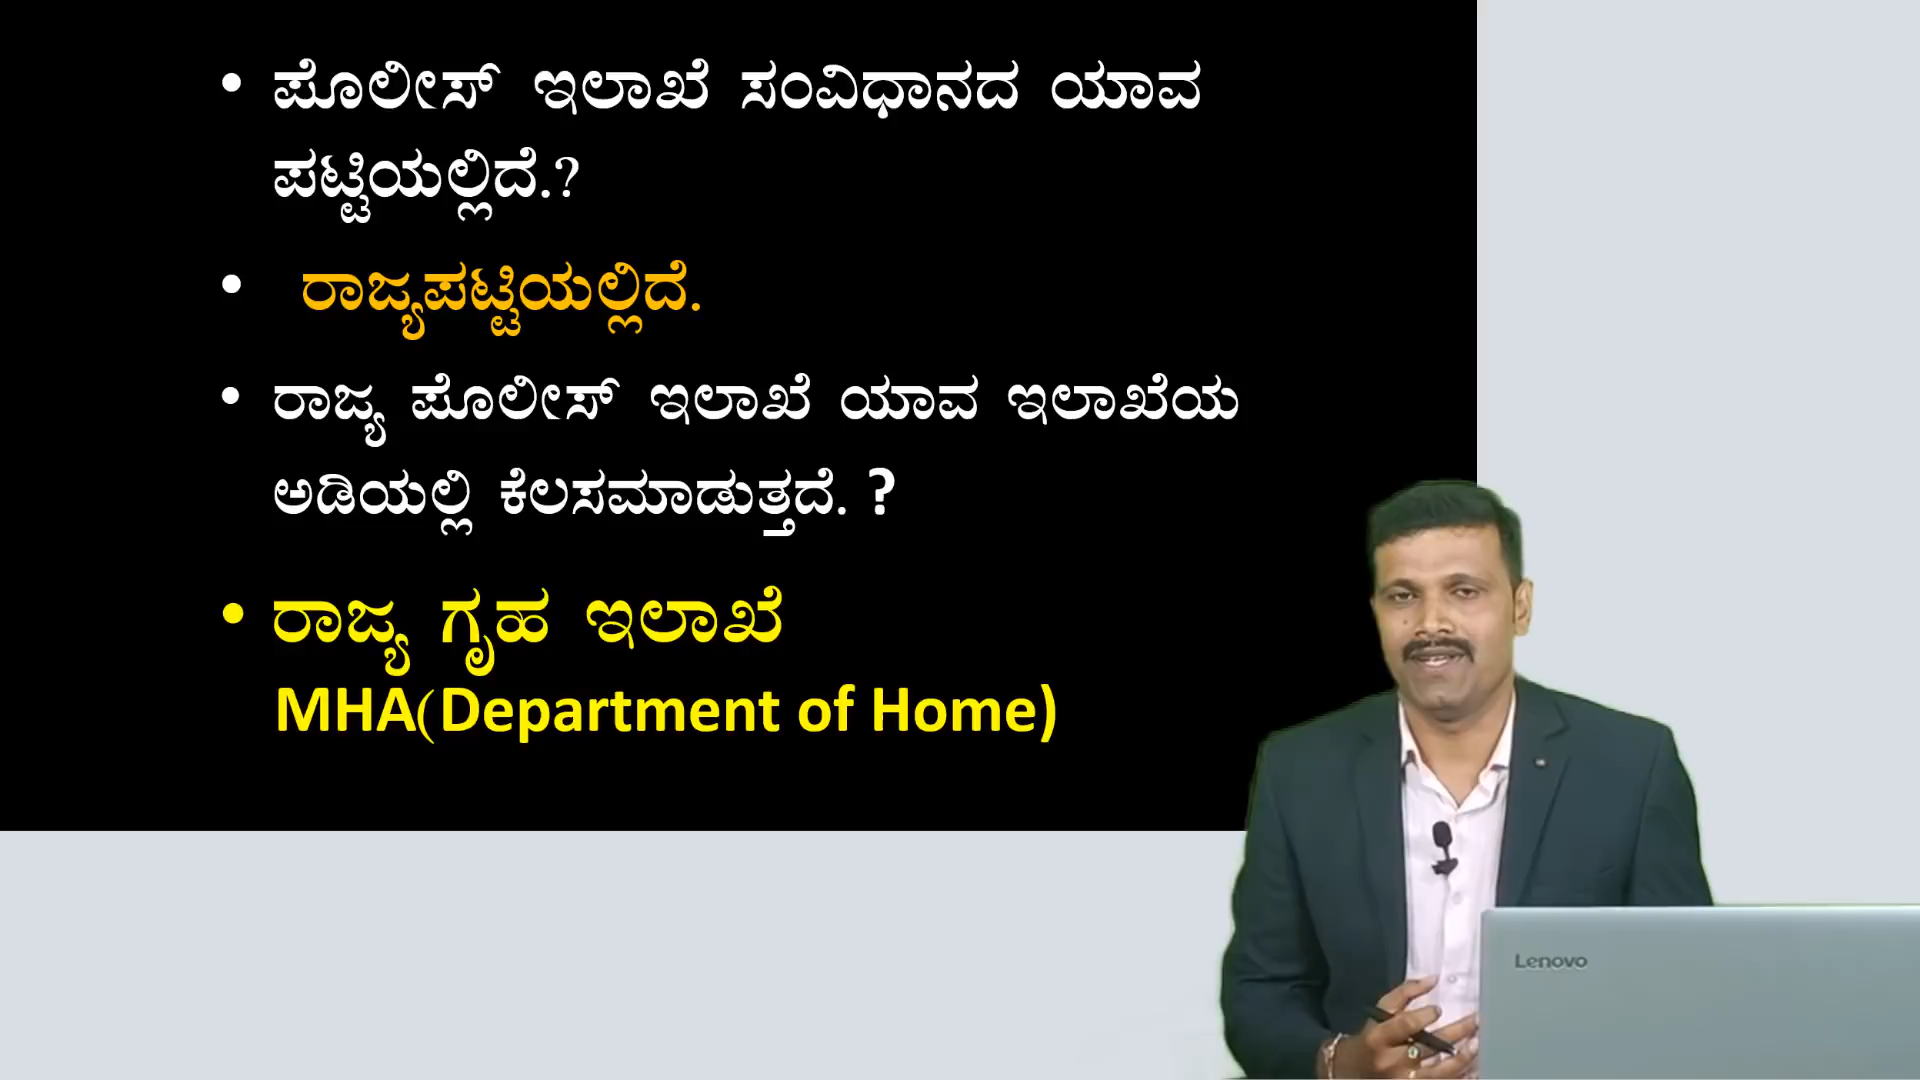 • ಪೊಲೀಸ್ ಇಲಾಖೆ ಸಂವಿಧಾನದ ಯಾವ
ಪಟ್ಟಿಯಲ್ಲಿದೆ.?
• ರಾಜ್ಯಪಟ್ಟಿಯಲ್ಲಿದೆ.
• ರಾಜ್ಯ ಪೊಲೀಸ್ ಇಲಾಖೆ ಯಾವ ಇಲಾಖೆಯ
ಅಡಿಯಲ್ಲಿ ಕೆಲಸಮಾಡುತ್ತದೆ. ?
• ರಾಜ್ಯ ಗೃಹ ಇಲಾಖೆ
MHA(Department of Home)
Lenovo